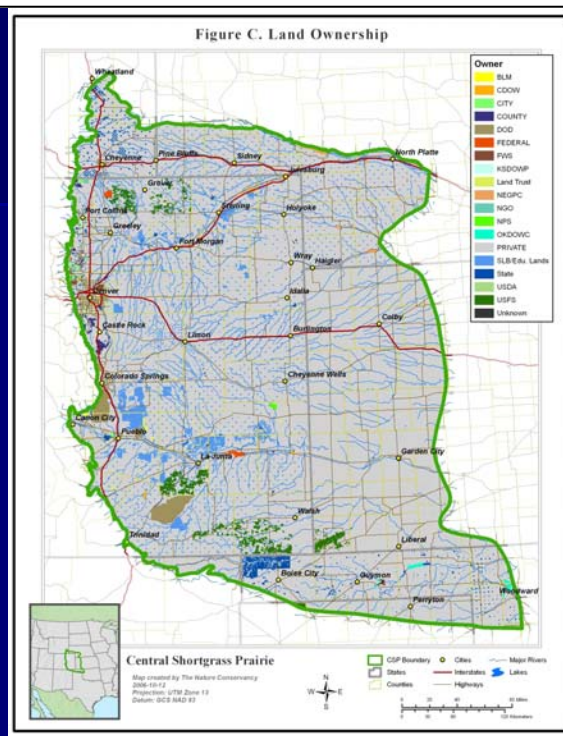 Figure C. Land Ownership
Wheatland
Cheyenne
Pine Bluffs
Sidney
North Platte
Julesburg
Grover
Fort Collins
Sterling
Holyoke
Greeley
Fort Morgan
Wray
Haigler
Denver
Idalia
Castle Rock
Limon
Burlington
Colby
Colorado Springs
Cheyenne Wells
Canon City
Pueblo
La Junta
Garden City
Walsh
Trinidad
Liberal
Boise City
Guymon
Woodward
Perryton
Owner
BLM
CDOW
CITY
COUNTY
DOD
FEDERAL
FWS
KSDOWP
Land Trust
NEGPC
NGO
NPS
OKDOWC
PRIVATE
SLB/Edu. Lands
State
USDA
USFS
Unknown
Central Shortgrass Prairie
Map created by The Nature Conservancy
2006-10-12
Projection: UTM Zone 13
Datum: GCS NAD 83
N
W E
S
CSP Boundary
States
Counties
Cities
Interstates
Highways
Major Rivers
Lakes